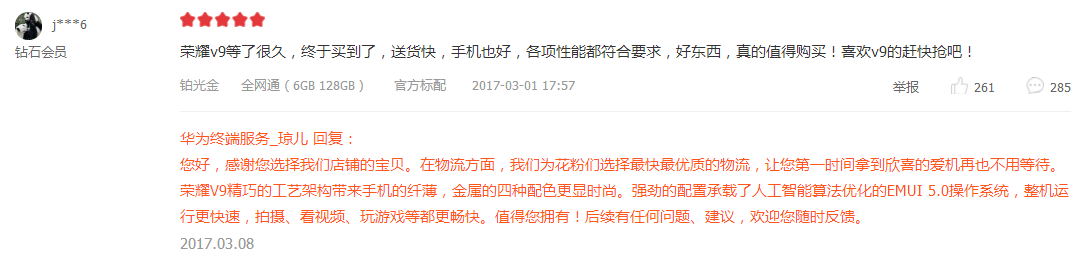 j***6
钻石会员
荣耀v9等了很久，终于买到了，送货快，手机也好，各项性能都符合要求，好东西，真的值得购买！喜欢v9的赶快抢吧！
铂光金 全网通（6GB 128GB） 官方标配 2017-03-01 17:57 举报 261 285
华为终端服务_琼儿 回复：
您好，感谢您选择我们店铺的宝贝。在物流方面，我们为花粉们选择最快最优质的物流，让您第一时间拿到欣喜的爱机再也不用等待。
荣耀V9精巧的工艺架构带来手机的纤薄，金属的四种配色更显时尚。强劲的配置承载了人工智能算法优化的EMUI 5.0操作系统，整机运
行更快速，拍摄、看视频、玩游戏等都更畅快。值得您拥有！后续有任何问题、建议，欢迎您随时反馈。
2017.03.08